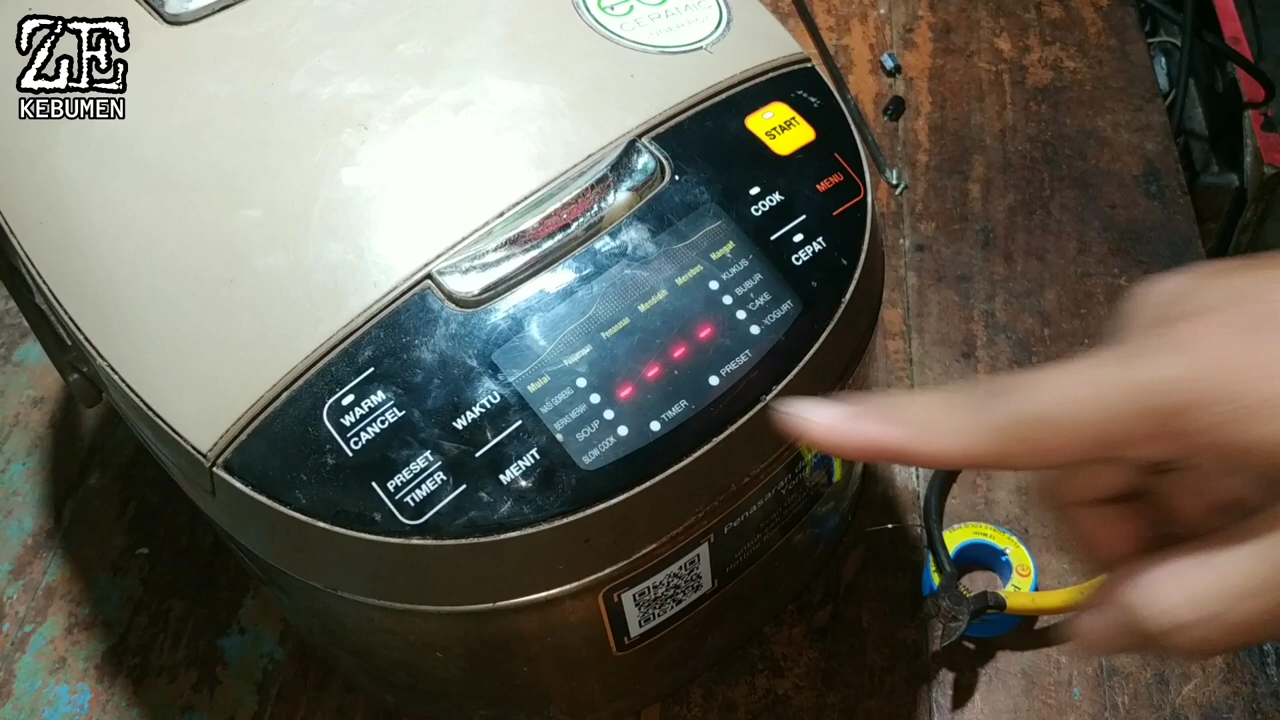 ZE
KEBUMEN
CERAMIC
START
MENU
COOK
CEPAT
Mulai
Pemanasan
Mendidih
Merebus
Hangat
KUKUS
BUBUR
CAKE
YOGURT
NASI GORENG
BERAS MERAH
SOUP
SLOW COOK
TIMER
PRESET
- - - -
WARM
CANCEL
WAKTU
MENIT
PRESET
TIMER
Penasaran